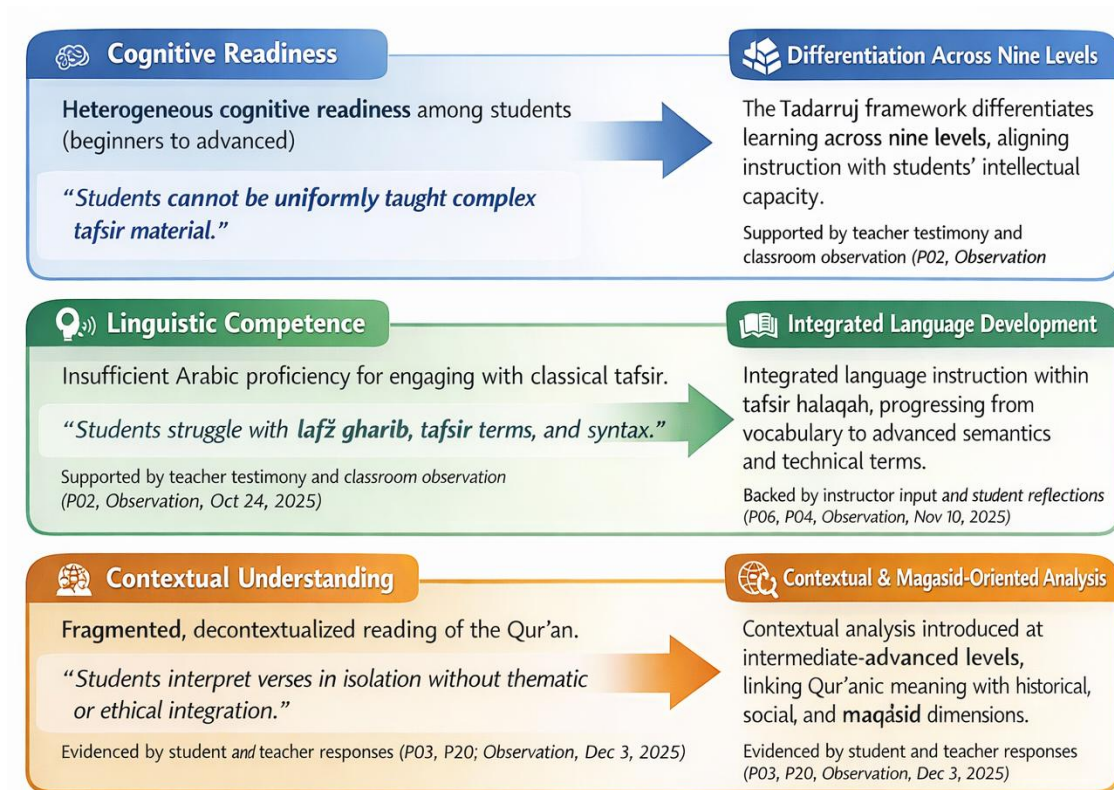 Cognitive Readiness
Heterogeneous cognitive readiness among students
(beginners to advanced)
“Students cannot be uniformly taught complex
tafsir material.”
Differentiation Across Nine Levels
The Tadarruj framework differentiates
learning across nine levels, aligning
instruction with students’ intellectual
capacity.
Supported by teacher testimony and
classroom observation (P02, Observation
Linguistic Competence
Insufficient Arabic proficiency for engaging with classical tafsir.
“Students struggle with lafž gharib, tafsir terms, and syntax.”
Supported by teacher testimony and classroom observation
(P02, Observation, Oct 24, 2025)
Integrated Language Development
Integrated language instruction within
tafsir halaqah, progressing from
vocabulary to advanced semantics
and technical terms.
Backed by instructor input and student reflections
(P06, P04, Observation, Nov 10, 2025)
Contextual Understanding
Fragmented, decontextualized reading of the Qur’an.
“Students interpret verses in isolation without thematic
or ethical integration.”
Evidenced by student and teacher responses (P03, P20; Observation, Dec 3, 2025)
Contextual & Magasid-Oriented Analysis
Contextual analysis introduced at
intermediate-advanced levels,
linking Qur’anic meaning with historical,
social, and maqȧsid dimensions.
Evidenced by student and teacher responses
(P03, P20, Observation, Dec 3, 2025)